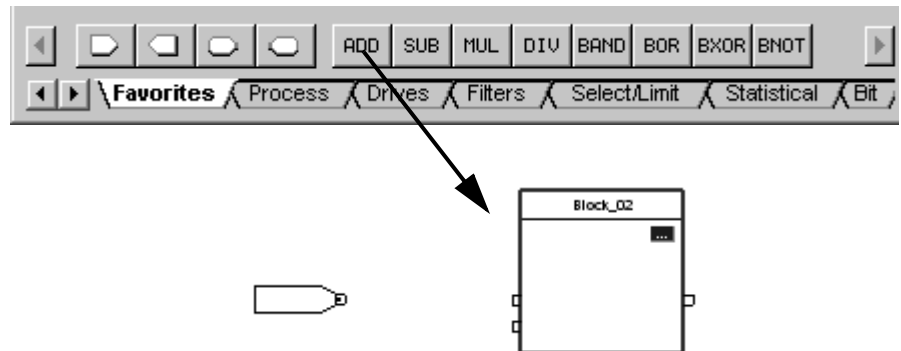 ADD SUB MUL DIV BAND BOR BXOR BNOT
Favorites Process Drives Filters Select/Limit Statistical Bit
Block_02
...